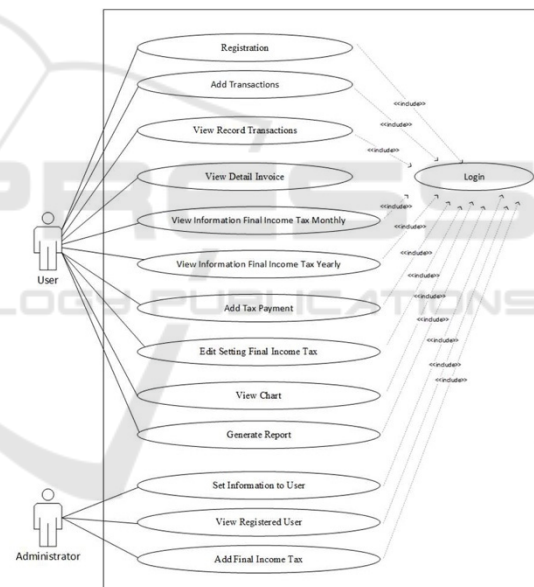 Registration
Add Transactions
<<include>>
<<include>>
View Record Transactions
<<include>>
View Detail Invoice
Login
View Information Final Income Tax Monthly
<<include>>
<<include>>
User
View Information Final Income Tax Yearly
<<include>>
<<include>>
Add Tax Payment
<<include>>
<<include>>
Edit Setting Final Income Tax
<<include>>
<<include>>
View Chart
<<include>>
Generate Report
Set Information to User
View Registered User
Administrator
Add Final Income Tax
PRESS
LOGY PUBLICATIONS